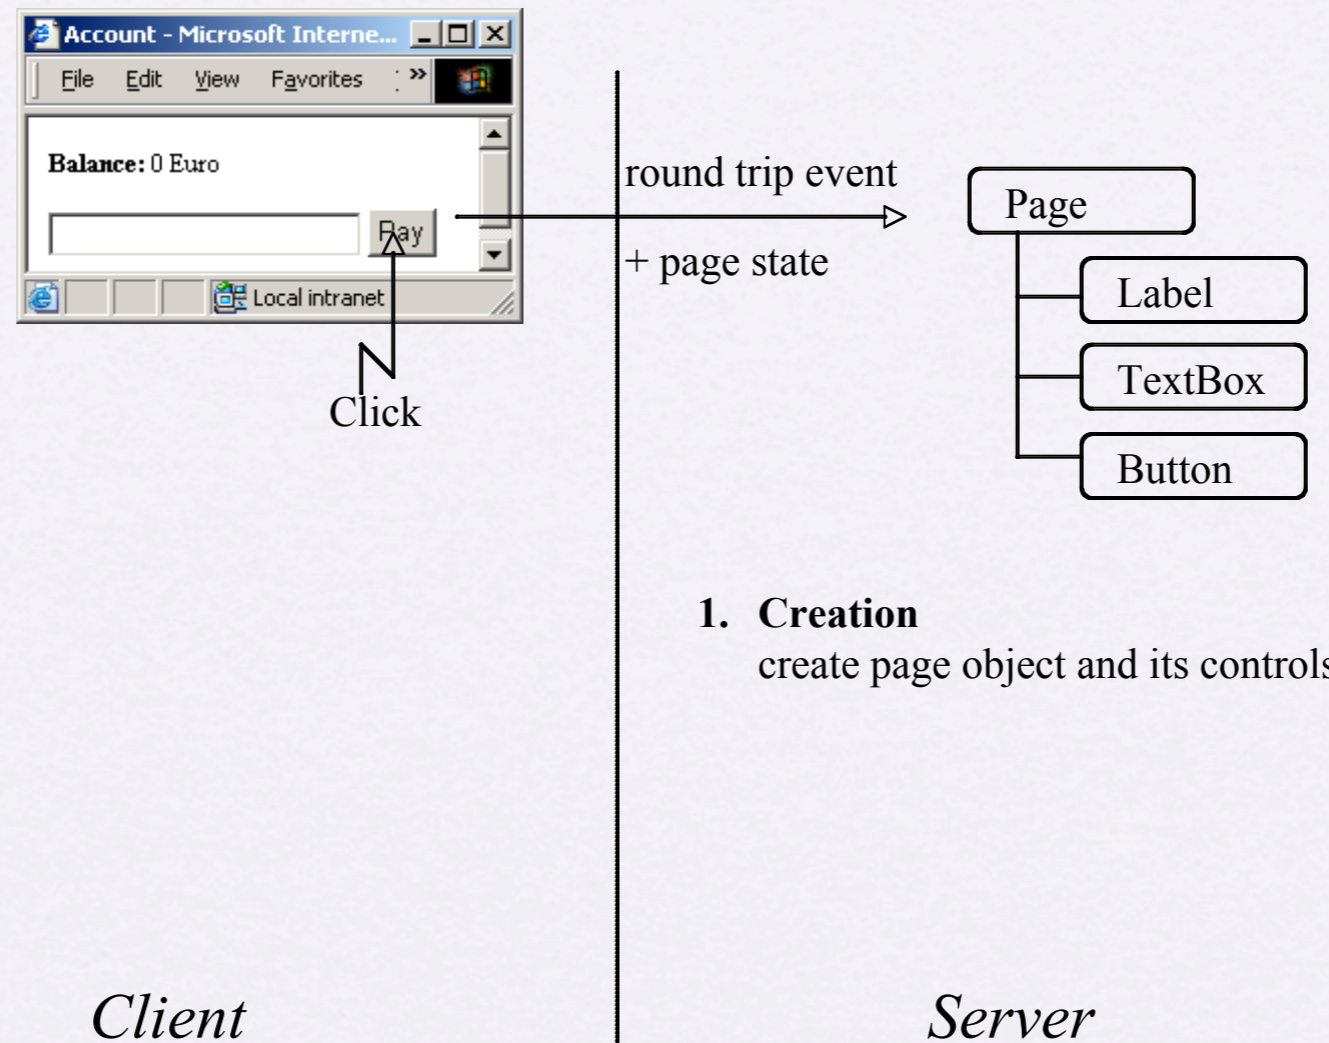 Account - Microsoft Interne...
File Edit View Favorites »
Balance: 0 Euro
Pay
Local intranet
Click
round trip event
+ page state
Page
Label
TextBox
Button
1. Creation
create page object and its controls
Client
Server